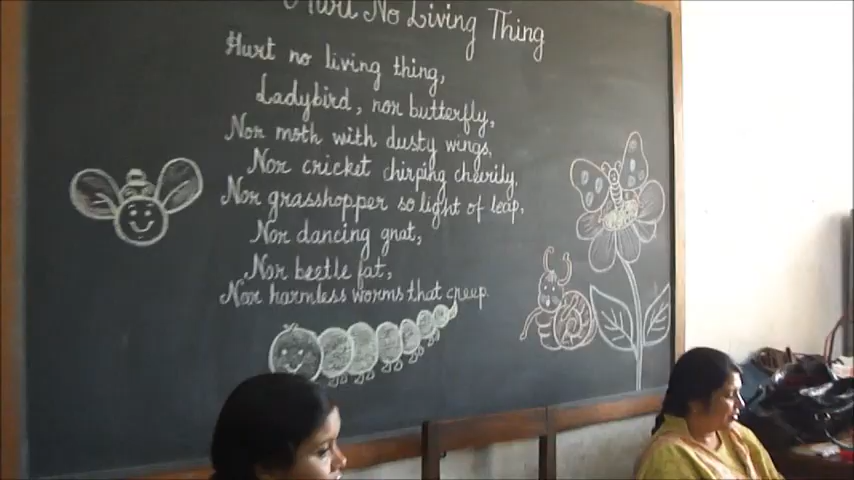 Hurt No Living Thing
Hurt no living thing,
Ladybird, nor butterfly,
Nor moth with dusty wings,
Nor cricket chirping cheerily,
Nor grasshopper so light of leap,
Nor dancing gnat,
Nor beetle fat,
Nor harmless worms that creep.